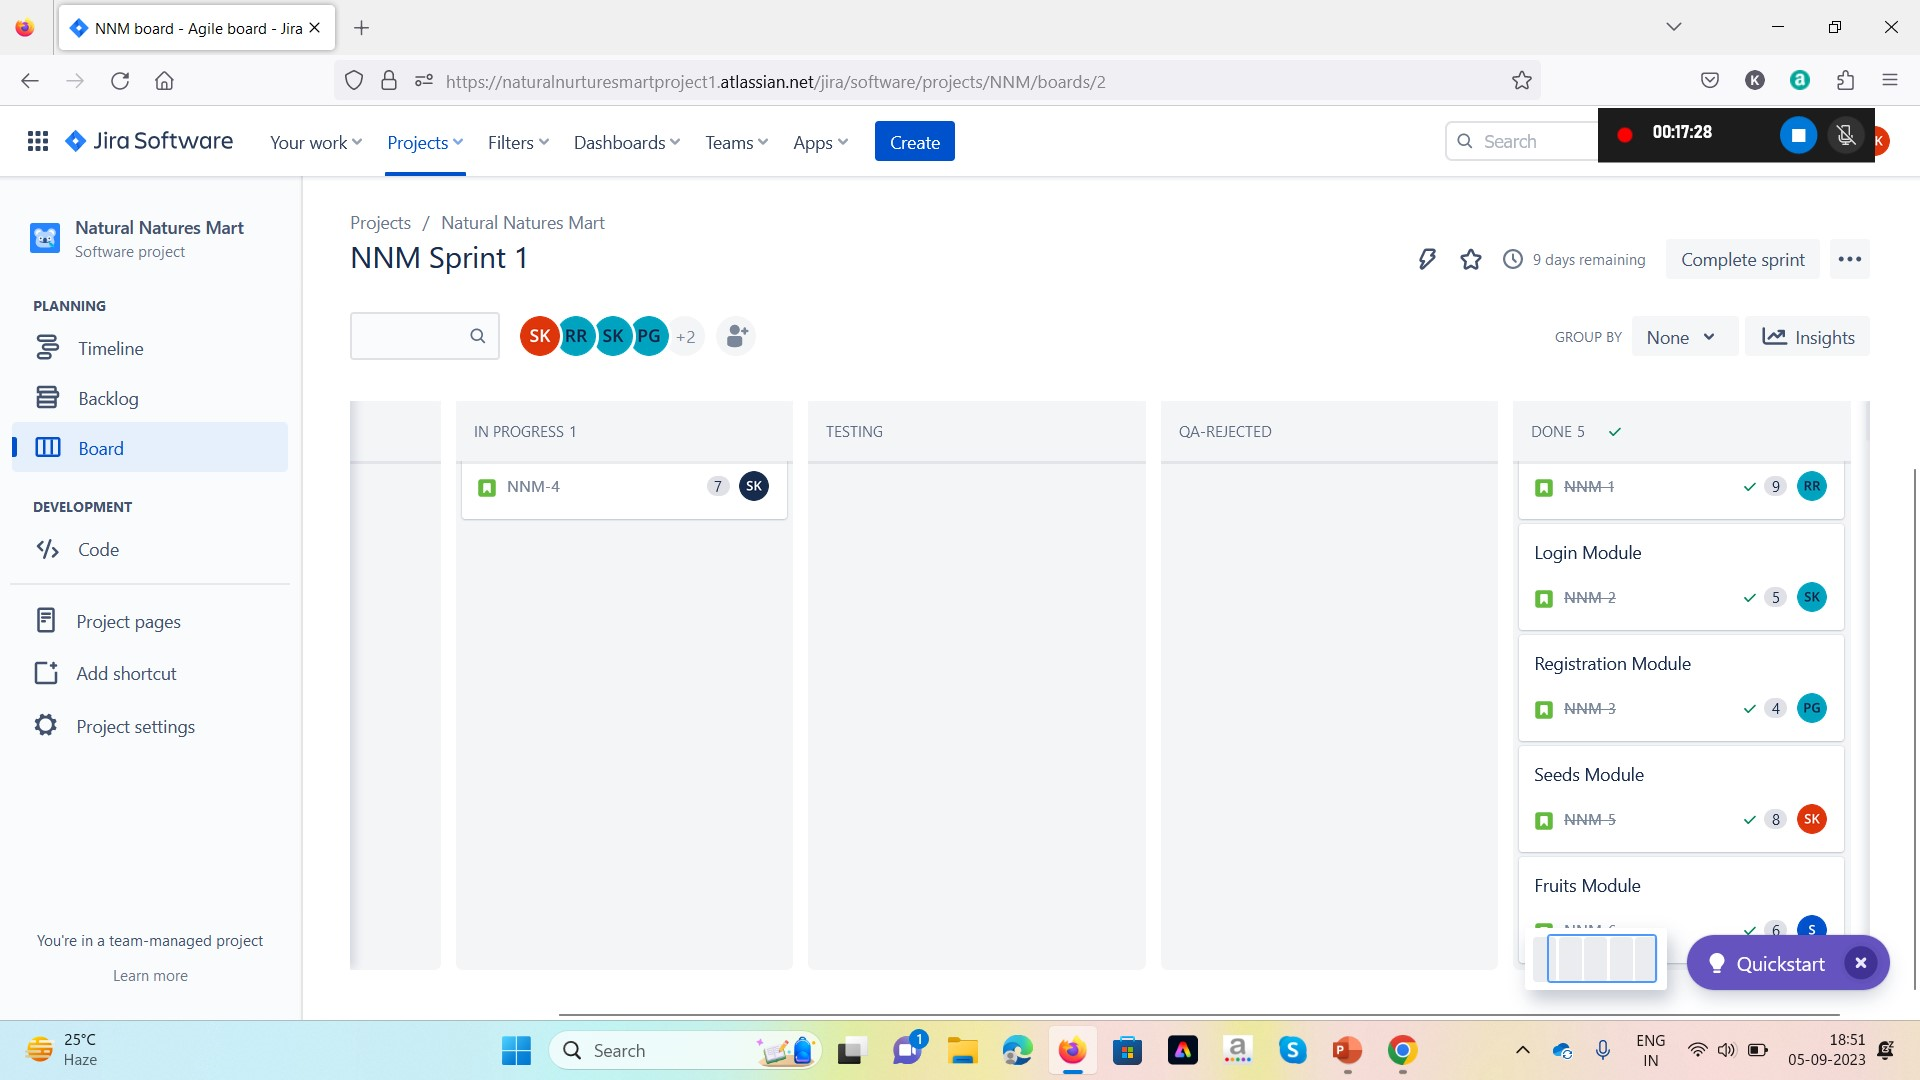 NNM board - Agile board - Jira
https://naturalnurturesmartproject1.atlassian.net/jira/software/projects/NNM/boards/2
K
a
Jira Software
Your work
Projects
Filters
Dashboards
Teams
Apps
Create
Search
00:17:28
K
Natural Natures Mart
Software project
PLANNING
Timeline
Backlog
Board
DEVELOPMENT
Code
Project pages
Add shortcut
Project settings
You're in a team-managed project
Learn more
Projects / Natural Natures Mart
NNM Sprint 1
9 days remaining
Complete sprint
SK RR SK PG +2
GROUP BY None Insights
IN PROGRESS 1
NNM-4 7 SK
TESTING
QA-REJECTED
DONE 5
NNM-1 9 RR
Login Module
NNM-2 5 SK
Registration Module
NNM-3 4 PG
Seeds Module
NNM-5 8 SK
Fruits Module
NNM-6 6 S
Quickstart
25°C
Haze
Search
1
a
S
P
ENG
IN
18:51
05-09-2023